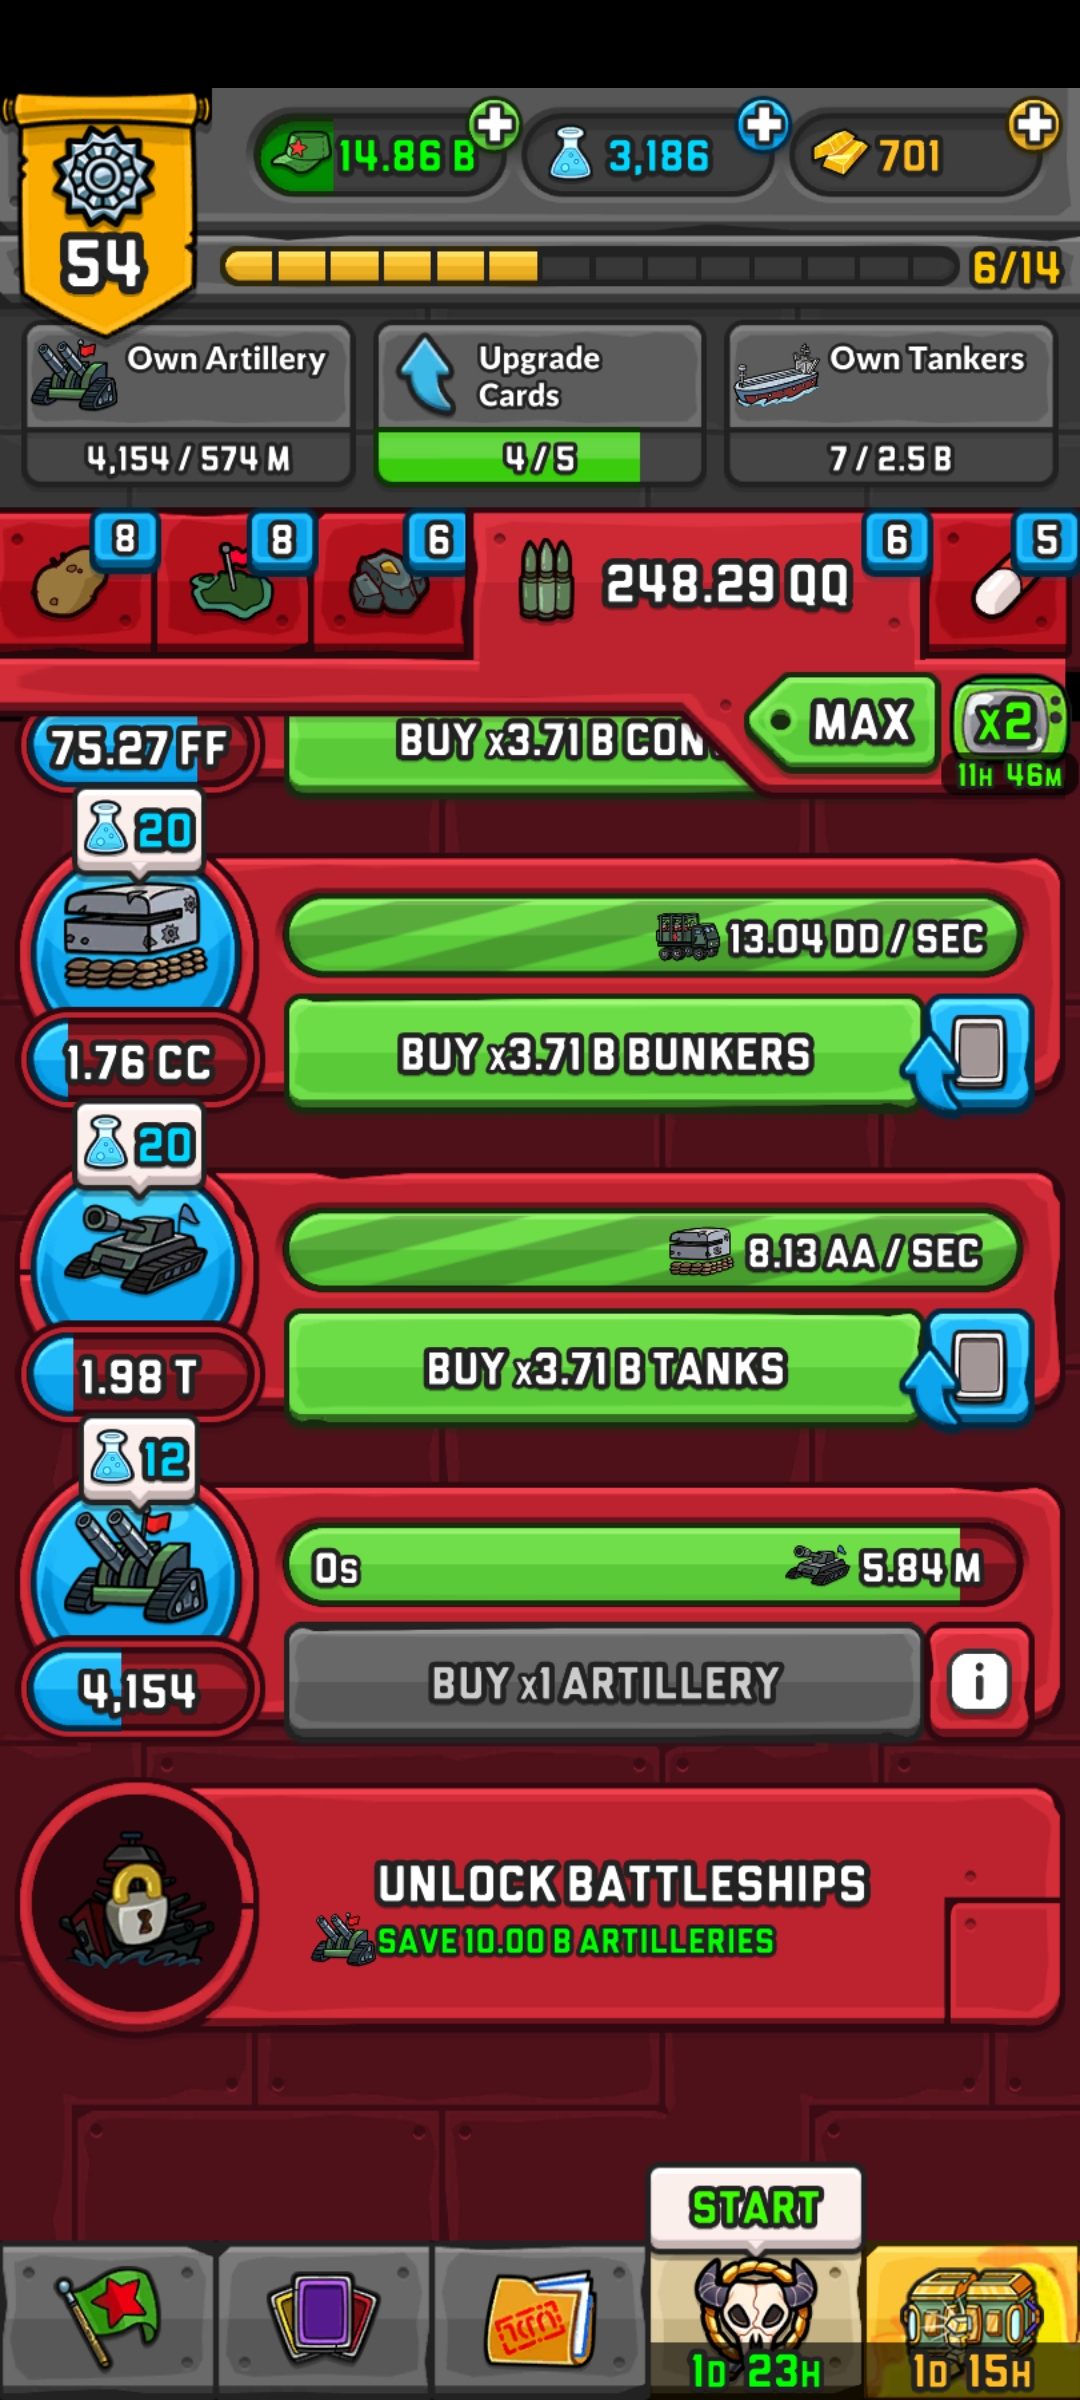 14.86 B
3,186
701
54
6/14
Own Artillery
4,154 / 574 M
Upgrade
Cards
4 / 5
Own Tankers
7 / 2.5 B
8
8
6
248.29 QQ
6
5
MAX
x2
11H 46M
75.27 FF
BUY x3.71 B CON
20
13.04 DD / SEC
1.76 CC
BUY x3.71 B BUNKERS
20
8.13 AA / SEC
1.98 T
BUY x3.71 B TANKS
12
0s
5.84 M
4,154
BUY x1 ARTILLERY
i
UNLOCK BATTLESHIPS
SAVE 10.00 B ARTILLERIES
START
1D 23H
1D 15H